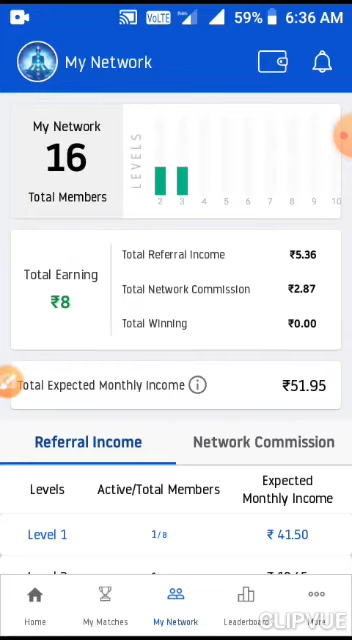 VoLTE 59% 6:36 AM
My Network
My Network
16
Total Members
LEVELS
2 3 4 5 6 7 8 9 10
Total Earning
₹8
Total Referral Income ₹5.36
Total Network Commission ₹2.87
Total Winning ₹0.00
Total Expected Monthly Income ₹51.95
Referral Income Network Commission
Levels Active/Total Members Expected Monthly Income
Level 1 1/8 ₹ 41.50
Home My Matches My Network Leaderboard
CLIPVUE